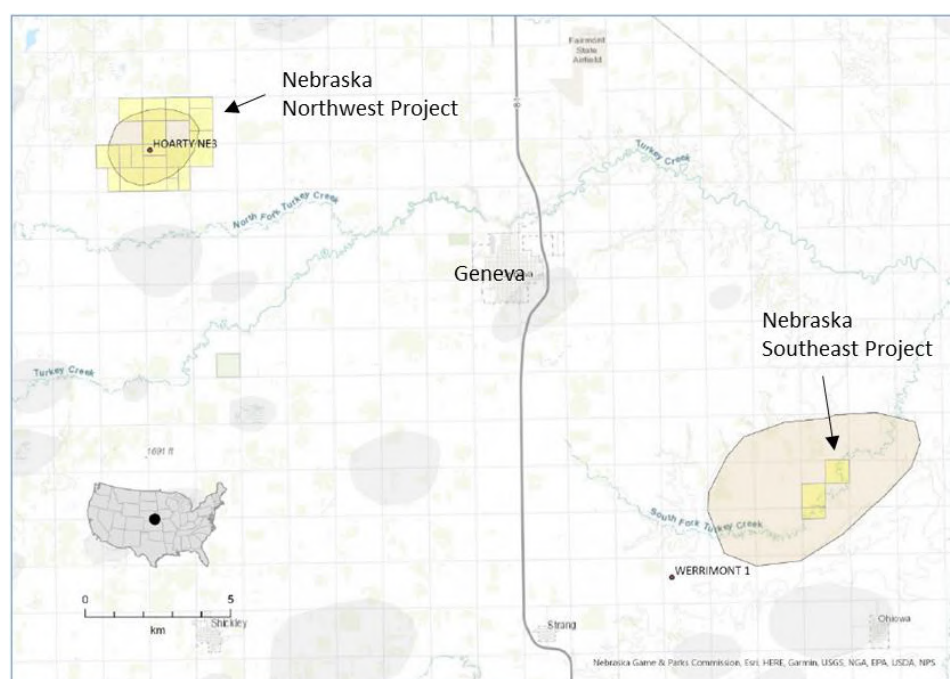 Fairmont
State
Airfield
81
Nebraska
Northwest Project
HOARTY NE3
Turkey Creek
North Fork Turkey Creek
Geneva
Nebraska
Southeast Project
Turkey Creek
1691 ft
South Fork Turkey Creek
WERRIMONT 1
0 5
km
Shickley
Strang
Ohiowa
Nebraska Game & Parks Commission, Esri, HERE, Garmin, USGS, NGA, EPA, USDA, NPS